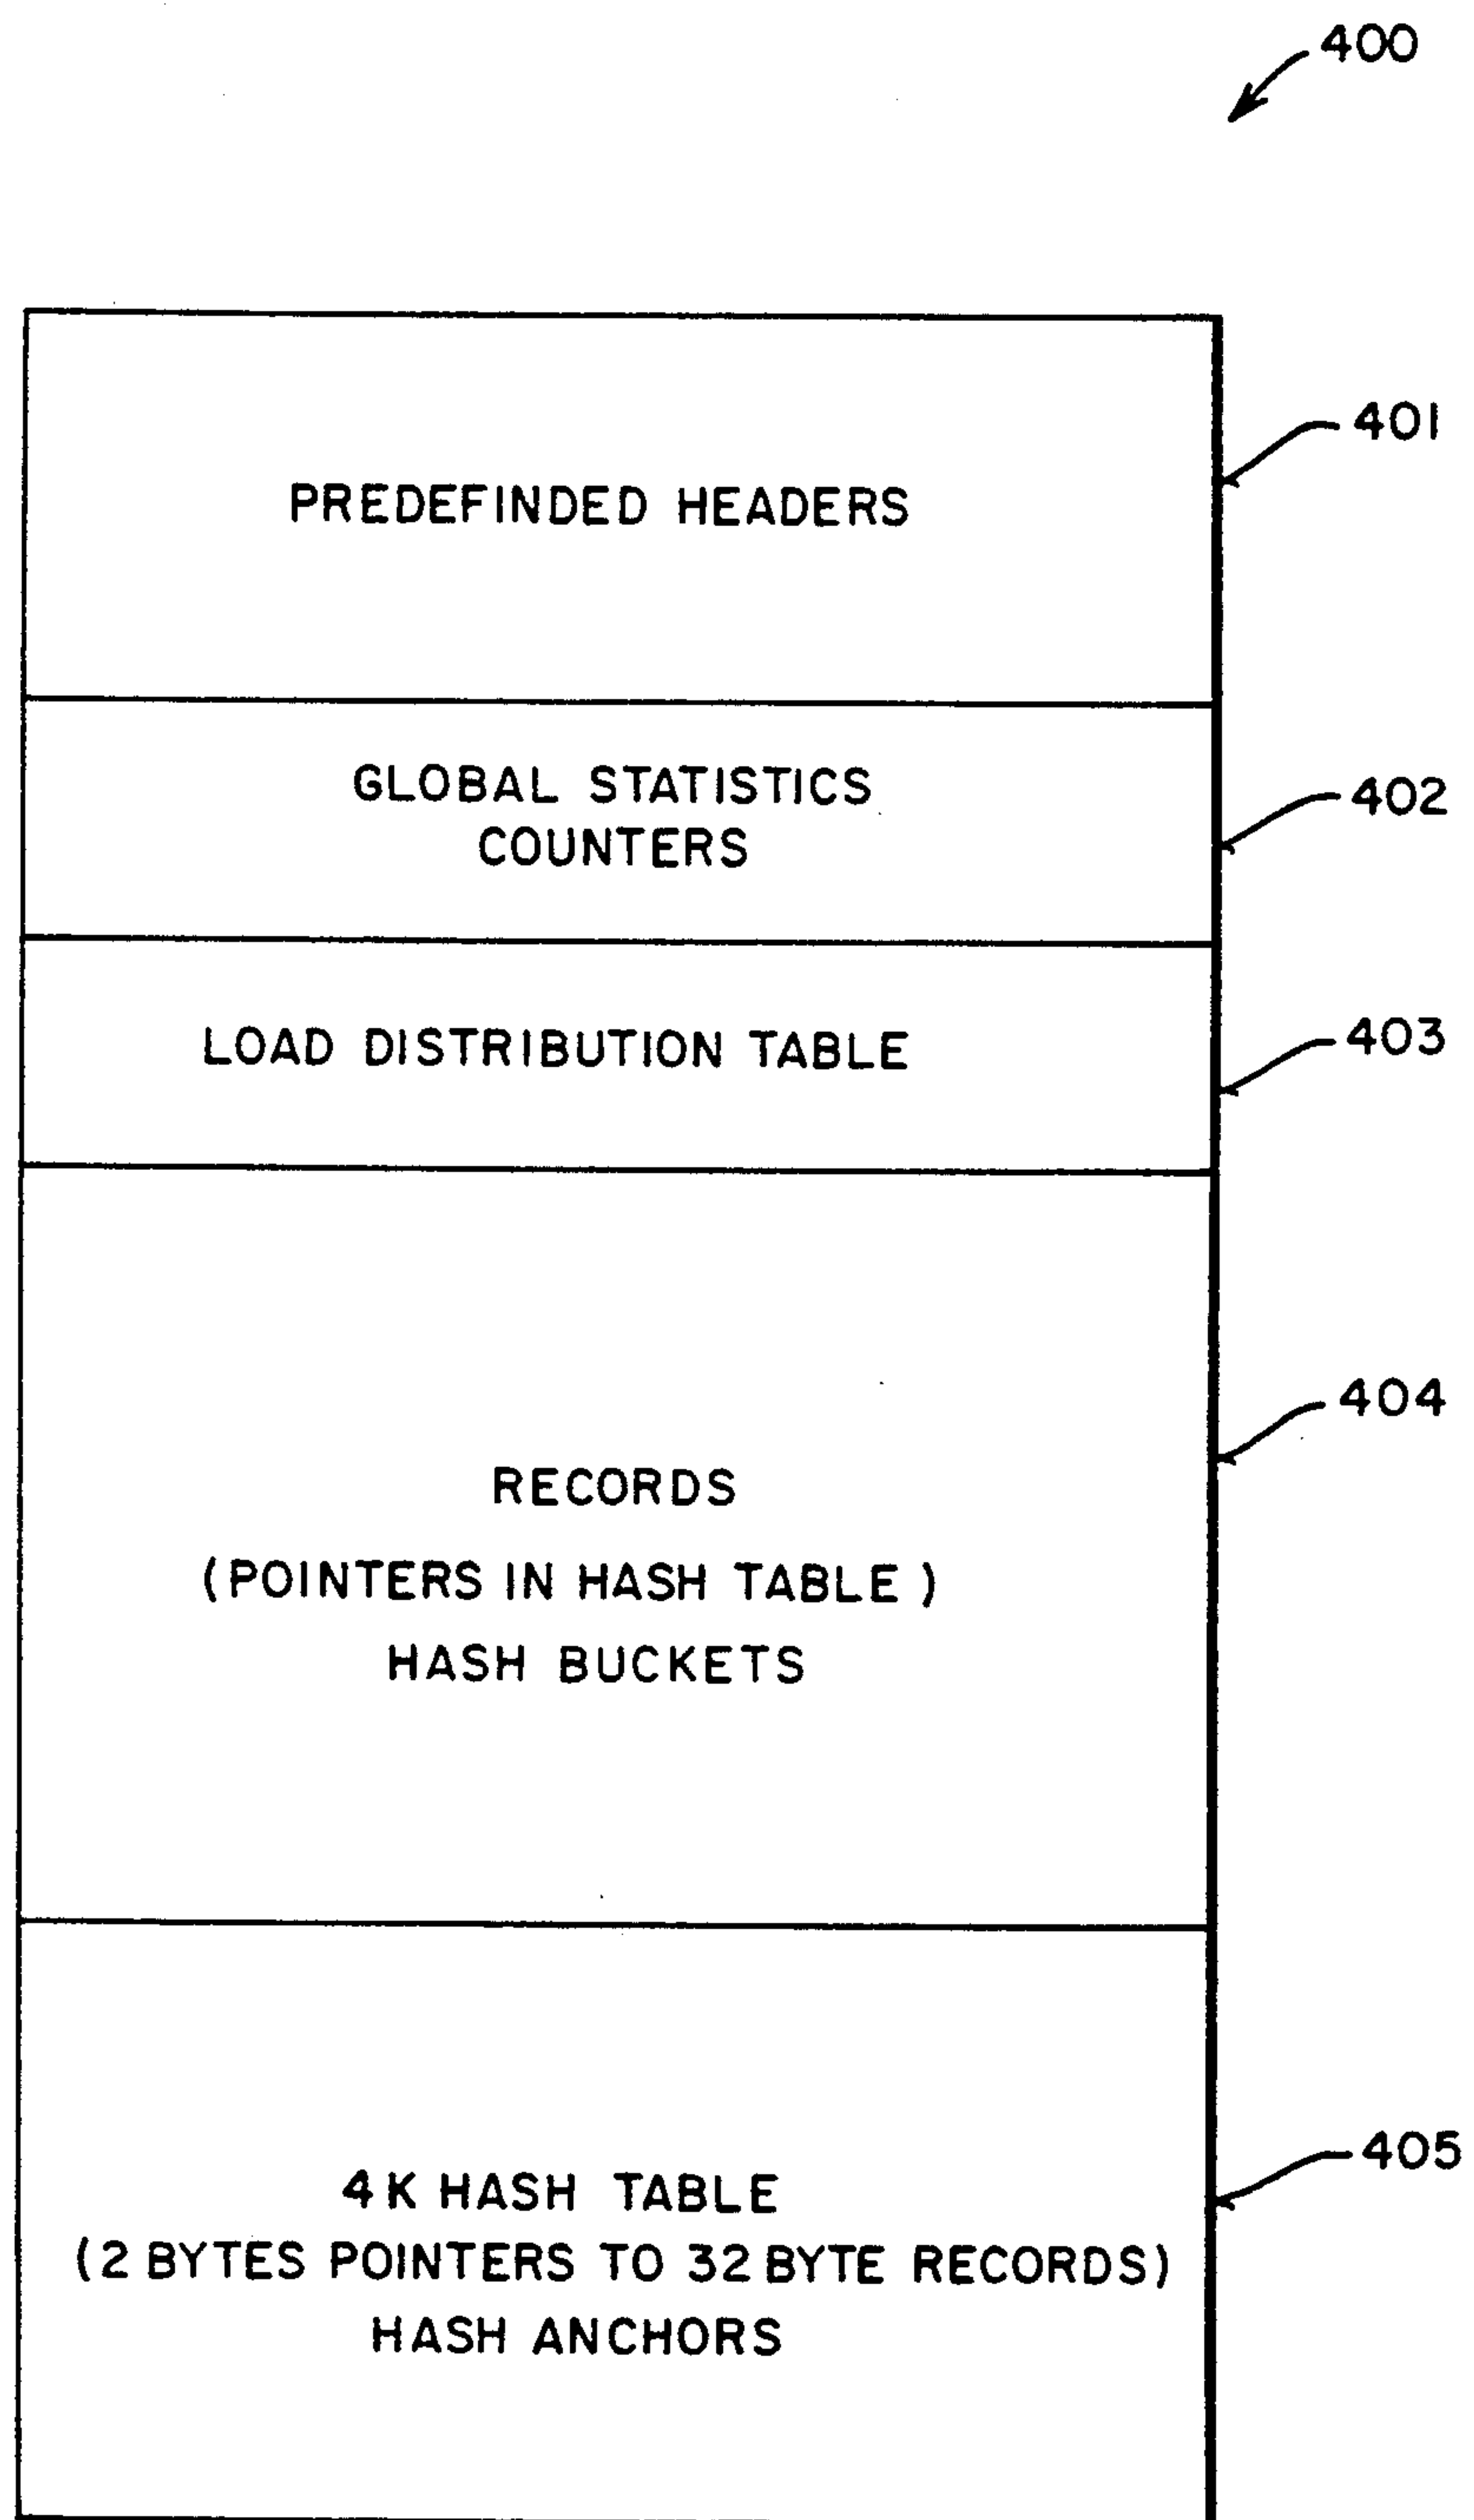 400
401
PREDEFINDED HEADERS
GLOBAL STATISTICS
402
COUNTERS
403
LOAD DISTRIBUTION TABLE
404
RECORDS
(POINTERS IN HASH TABLE)
HASH BUCKETS
405
4K HASH TABLE
(2 BYTES POINTERS TO 32 BYTE RECORDS)
HASH ANCHORS